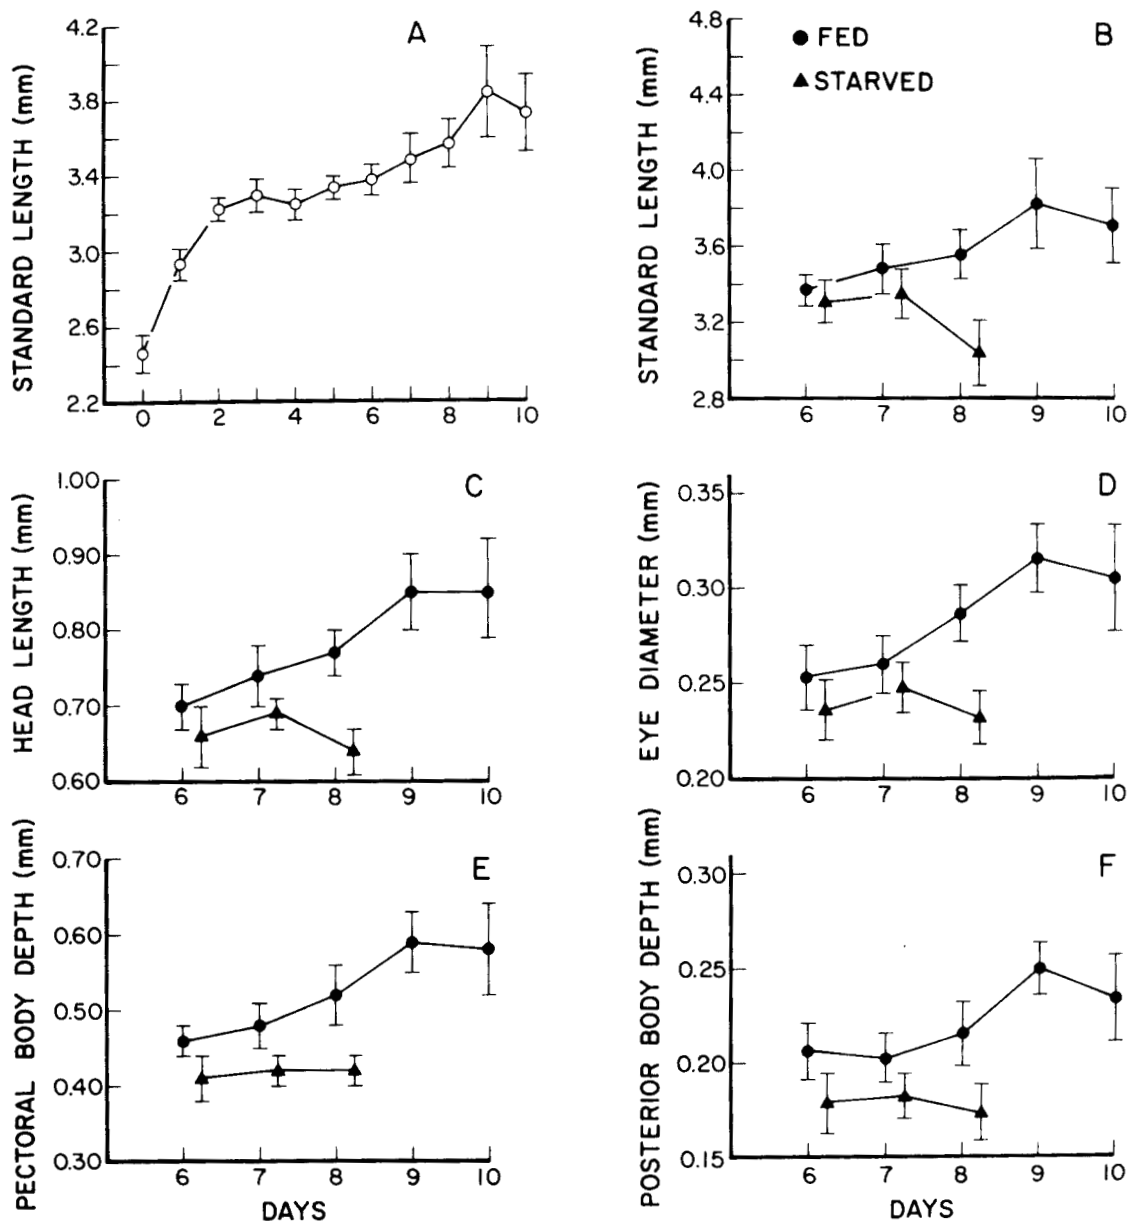 A
STANDARD LENGTH (mm)
4.2
3.8
3.4
3.0
2.6
2.2
0 2 4 6 8 10
B
● FED
▲ STARVED
STANDARD LENGTH (mm)
4.8
4.4
4.0
3.6
3.2
2.8
6 7 8 9 10
C
HEAD LENGTH (mm)
1.00
0.90
0.80
0.70
0.60
6 7 8 9 10
D
EYE DIAMETER (mm)
0.35
0.30
0.25
0.20
6 7 8 9 10
E
PECTORAL BODY DEPTH (mm)
0.70
0.60
0.50
0.40
0.30
6 7 8 9 10
DAYS
F
POSTERIOR BODY DEPTH (mm)
0.30
0.25
0.20
0.15
6 7 8 9 10
DAYS